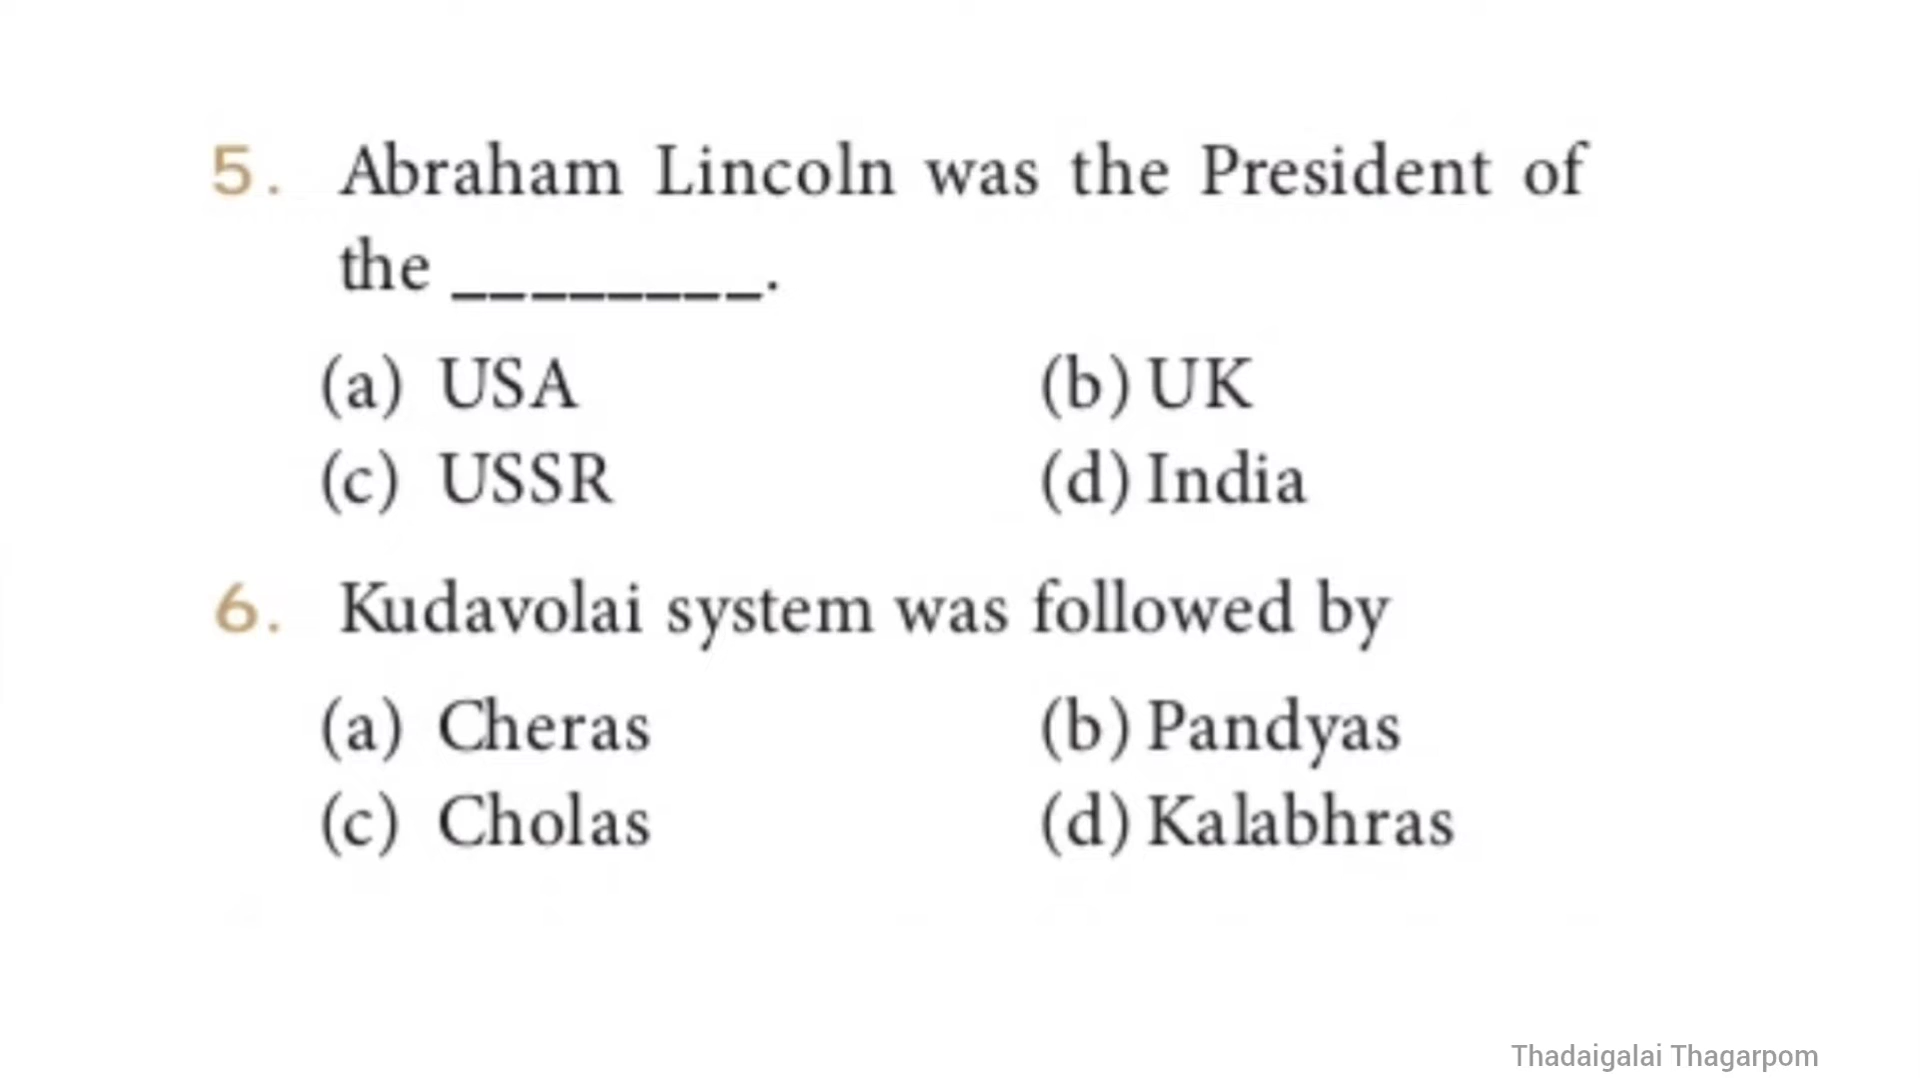 5. Abraham Lincoln was the President of
the ________.
(a) USA (b) UK
(c) USSR (d) India
6. Kudavolai system was followed by
(a) Cheras (b) Pandyas
(c) Cholas (d) Kalabhras
Thadaigalai Thagarpom